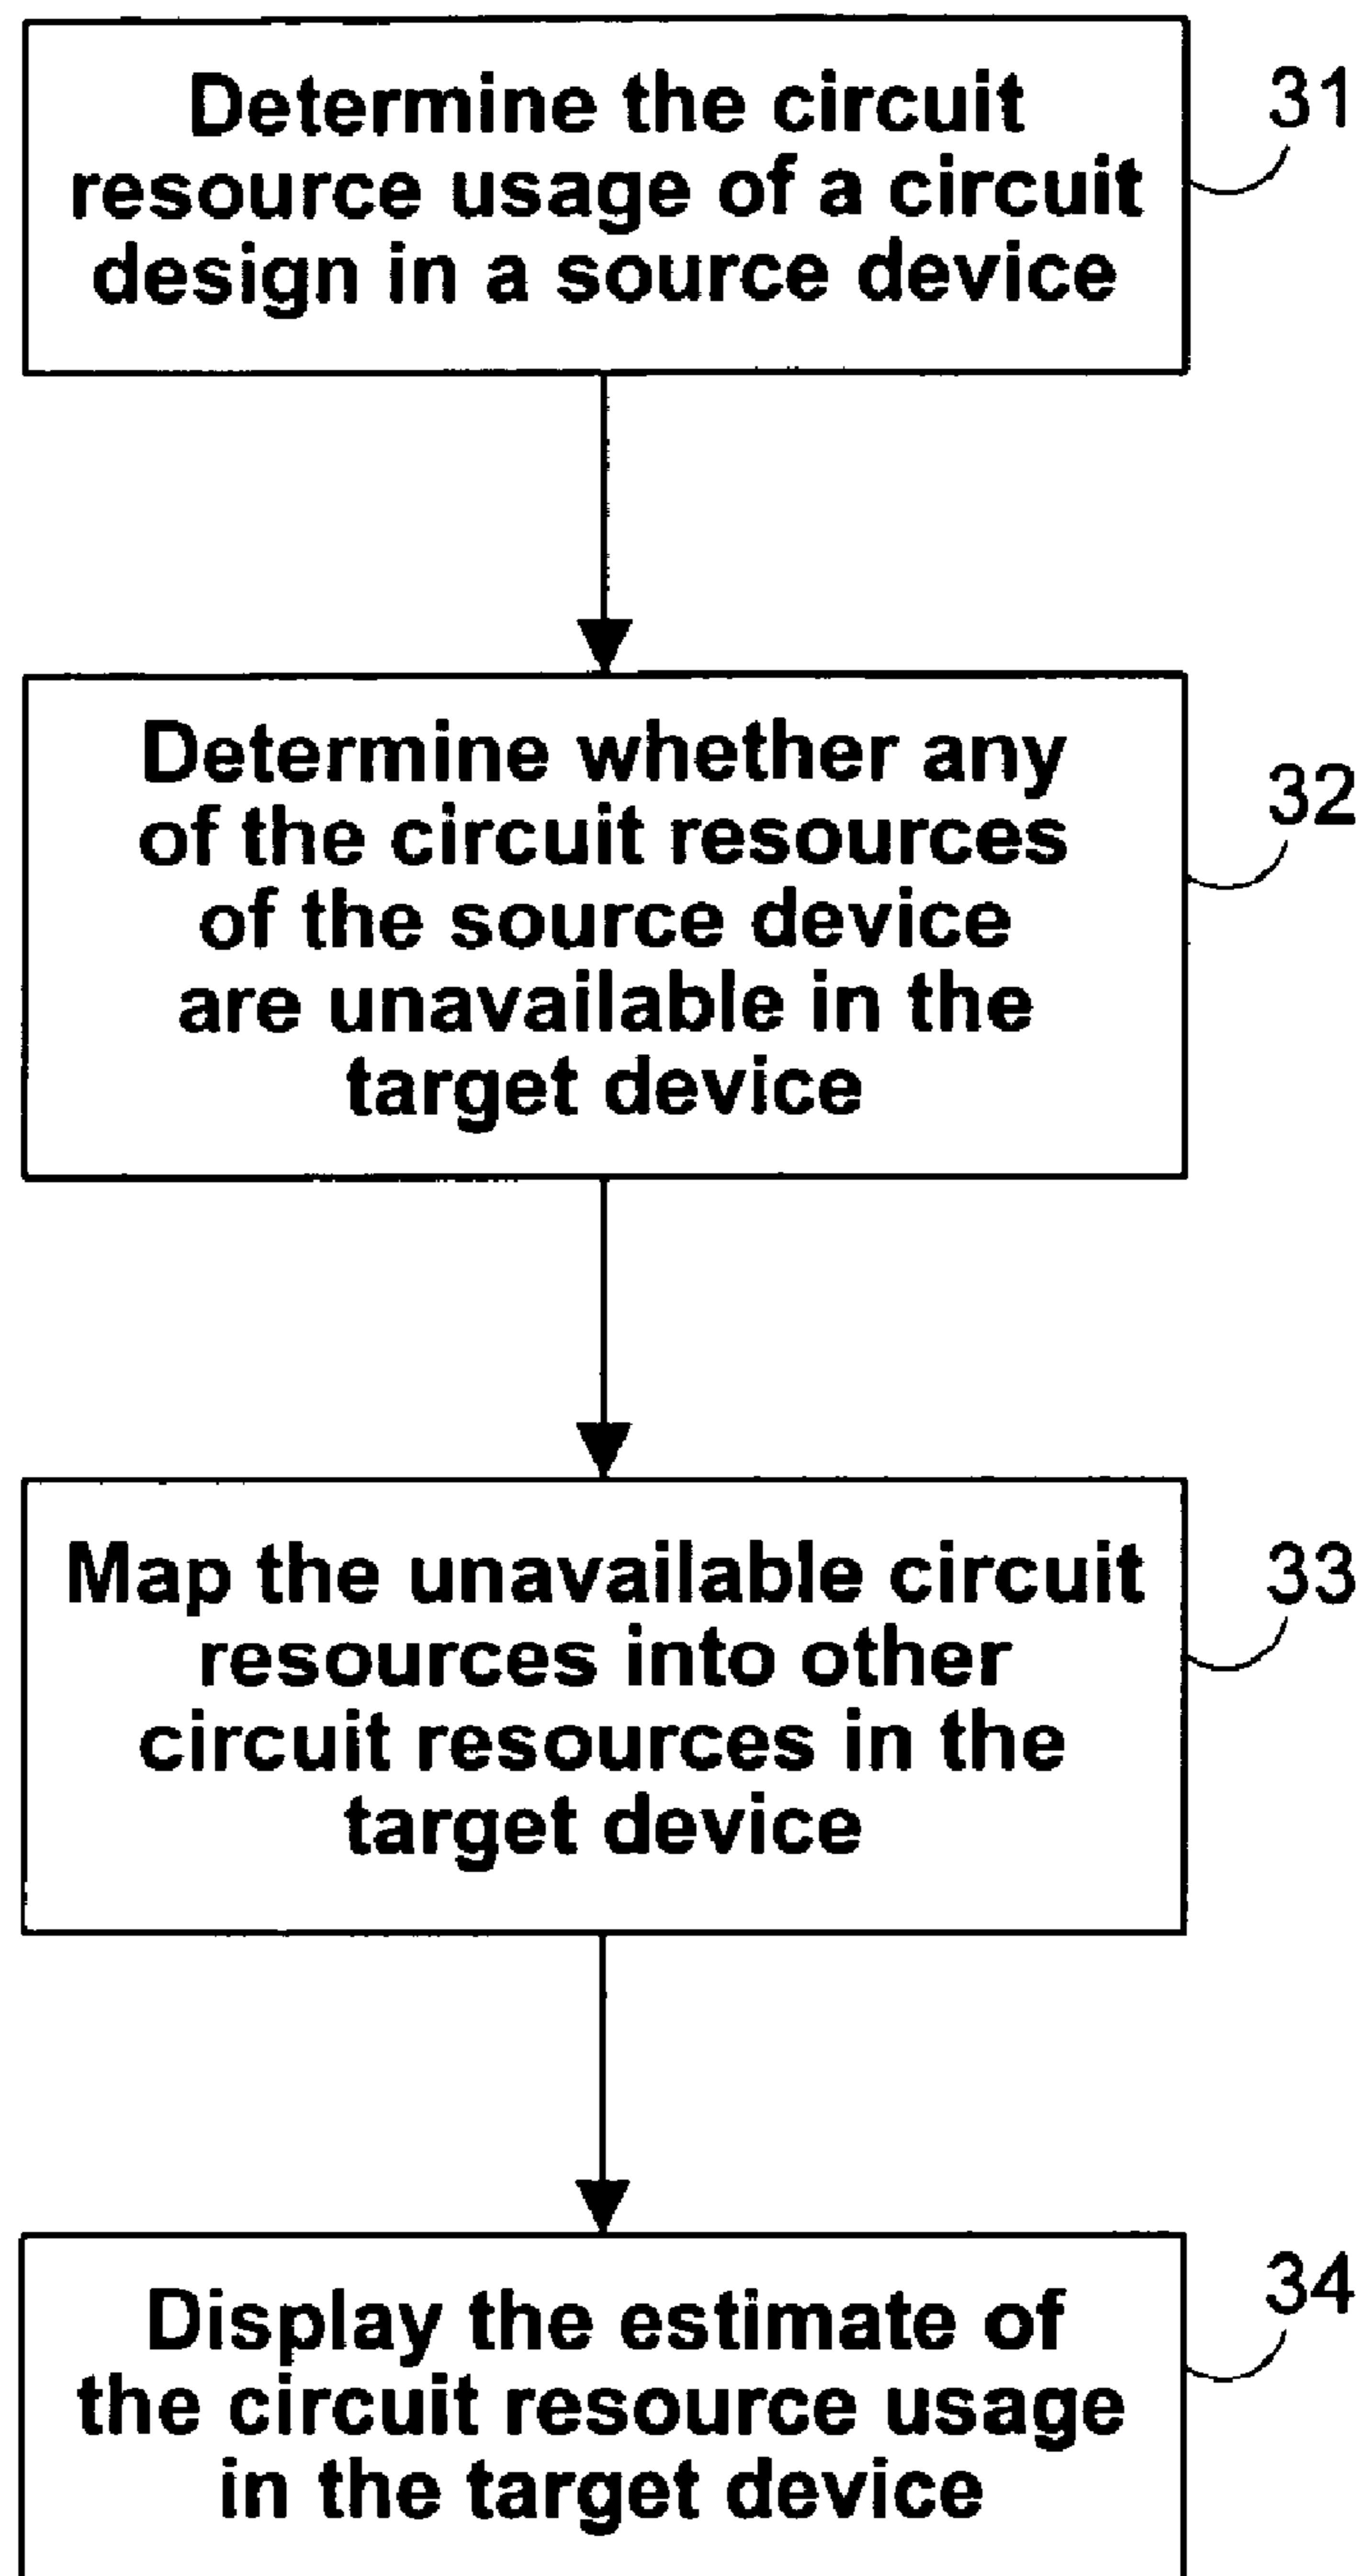 Determine the circuit
resource usage of a circuit
design in a source device
31
Determine whether any
of the circuit resources
of the source device
are unavailable in the
target device
32
Map the unavailable circuit
resources into other
circuit resources in the
target device
33
Display the estimate of
the circuit resource usage
in the target device
34